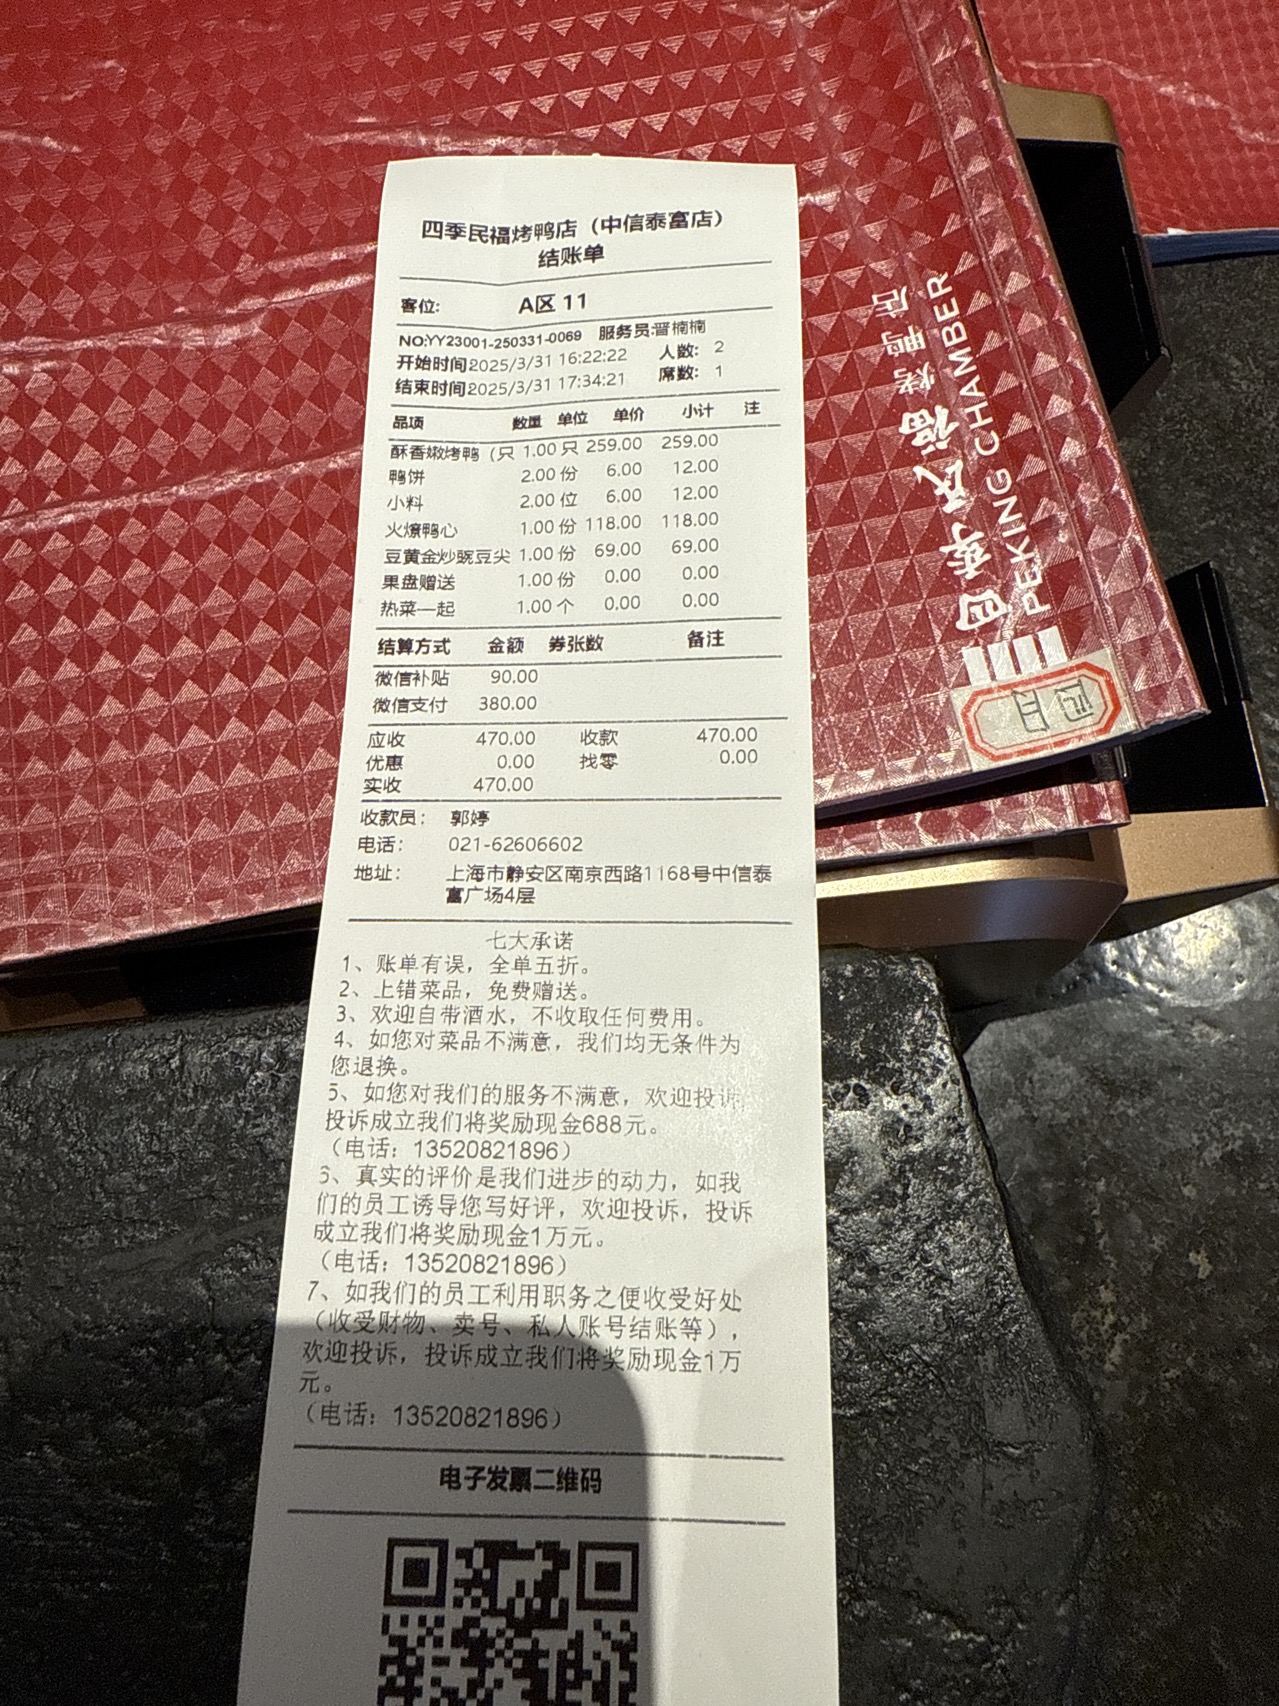 四季民福烤鸭店（中信泰富店）
结账单
客位： A区 11
NO:YY23001-250331-0069 服务员:晋楠楠
开始时间2025/3/31 16:22:22 人数： 2
结束时间2025/3/31 17:34:21 席数： 1
品项 数量 单位 单价 小计 注
酥香嫩烤鸭（只 1.00 只 259.00 259.00
鸭饼 2.00 份 6.00 12.00
小料 2.00 位 6.00 12.00
火燎鸭心 1.00 份 118.00 118.00
豆黄金炒豌豆尖 1.00 份 69.00 69.00
果盘赠送 1.00 份 0.00 0.00
热菜一起 1.00 个 0.00 0.00
结算方式 金额 券张数 备注
微信补贴 90.00
微信支付 380.00
应收 470.00 收款 470.00
优惠 0.00 找零 0.00
实收 470.00
收款员： 郭婷
电话： 021-62606602
地址： 上海市静安区南京西路1168号中信泰
富广场4层
七大承诺
1、账单有误，全单五折。
2、上错菜品，免费赠送。
3、欢迎自带酒水，不收取任何费用。
4、如您对菜品不满意，我们均无条件为
您退换。
5、如您对我们的服务不满意，欢迎投诉，
投诉成立我们将奖励现金688元。
（电话：13520821896）
6、真实的评价是我们进步的动力，如我
们的员工诱导您写好评，欢迎投诉，投诉
成立我们将奖励现金1万元。
（电话：13520821896）
7、如我们的员工利用职务之便收受好处
（收受财物、卖号、私人账号结账等），
欢迎投诉，投诉成立我们将奖励现金1万
元。
（电话：13520821896）
电子发票二维码
四季民福烤鸭店
PEKING CHAMBER
四月